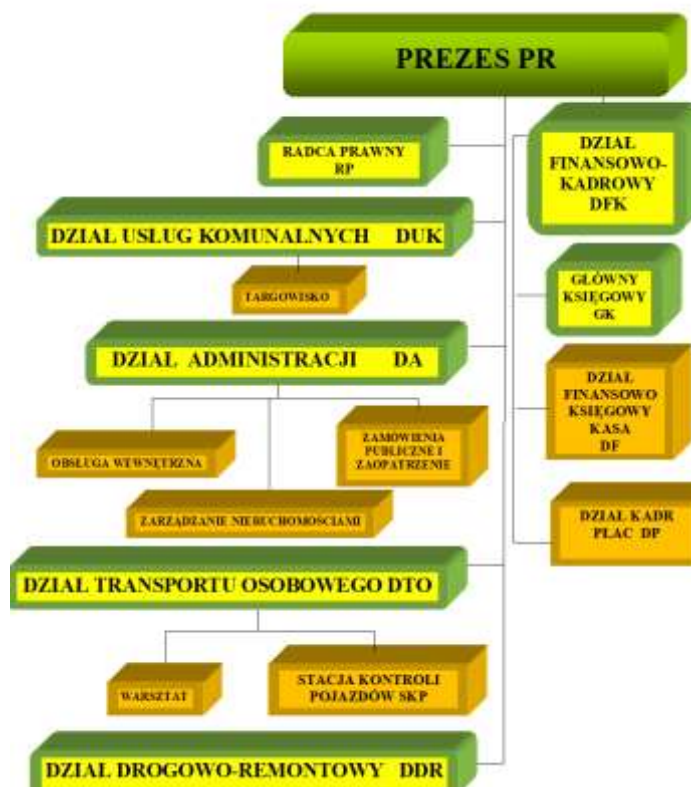 PREZES PR
RADCA PRAWNY
RP
DZIAŁ
FINANSOWO-
KADROWY
DFK
DZIAŁ USŁUG KOMUNALNYCH DUK
TARGOWISKO
GŁÓWNY
KSIĘGOWY
GK
DZIAŁ ADMINISTRACJI DA
DZIAŁ
FINANSOWO
KSIĘGOWY
KASA
DF
OBSŁUGA WEWNĘTRZNA
ZAMÓWIENIA
PUBLICZNE I
ZAOPATRZENIE
ZARZĄDZANIE NIERUCHOMOŚCIAMI
DZIAŁ KADR
PŁAC DP
DZIAŁ TRANSPORTU OSOBOWEGO DTO
WARSZTAT
STACJA KONTROLI
POJAZDÓW SKP
DZIAŁ DROGOWO-REMONTOWY DDR